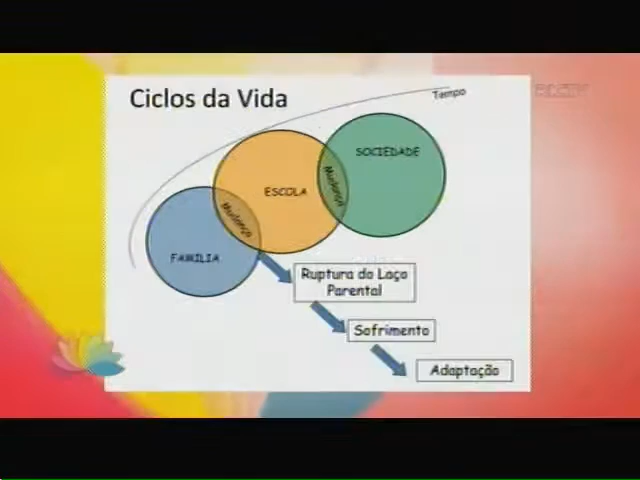 Ciclos da Vida
Tempo
SOCIEDADE
Mudança
ESCOLA
Mudança
FAMILIA
Ruptura do Laço
Parental
Sofrimento
Adaptação